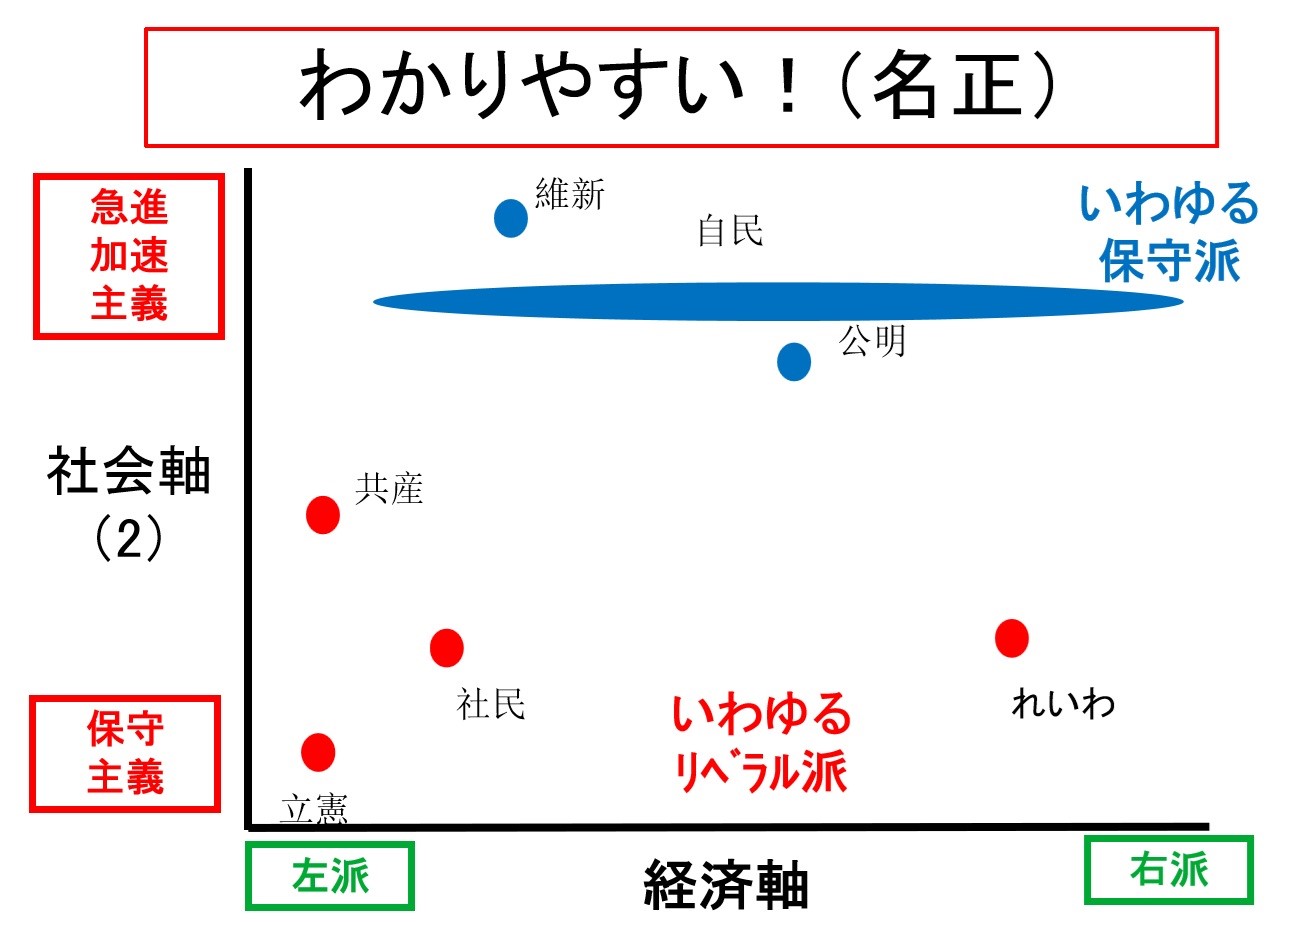 わかりやすい！（名正）
急進
加速
主義
維新
自民
いわゆる
保守派
公明
社会軸
（2）
共産
社民
れいわ
いわゆる
ﾘﾍﾞﾗﾙ派
保守
主義
立憲
左派
経済軸
右派